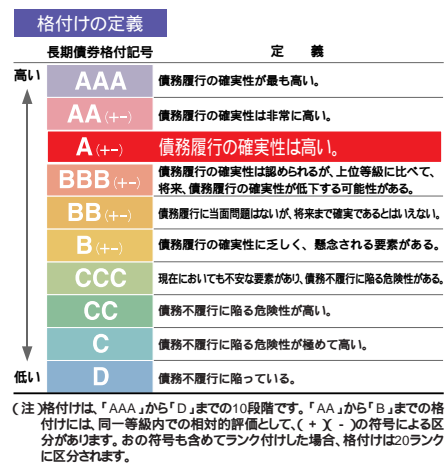 格付けの定義
長期債券格付記号 定義
高い
AAA 債務履行の確実性が最も高い。
AA(+−) 債務履行の確実性は非常に高い。
A(+−) 債務履行の確実性は高い。
BBB(+−) 債務履行の確実性は認められるが、上位等級に比べて、
将来、債務履行の確実性が低下する可能性がある。
BB(+−) 債務履行に当面問題はないが、将来まで確実であるとはいえない。
B(+−) 債務履行の確実性に乏しく、懸念される要素がある。
CCC 現在においても不安な要素があり、債務不履行に陥る危険性がある。
CC 債務不履行に陥る危険性が高い。
C 債務不履行に陥る危険性が極めて高い。
低い
D 債務不履行に陥っている。
(注)格付けは、「AAA」から「D」までの10段階です。「AA」から「B」までの格
付けには、同一等級内での相対的評価として、(+)(-)の符号による区
分があります。おの符号も含めてランク付けした場合、格付けは20ランク
に区分されます。